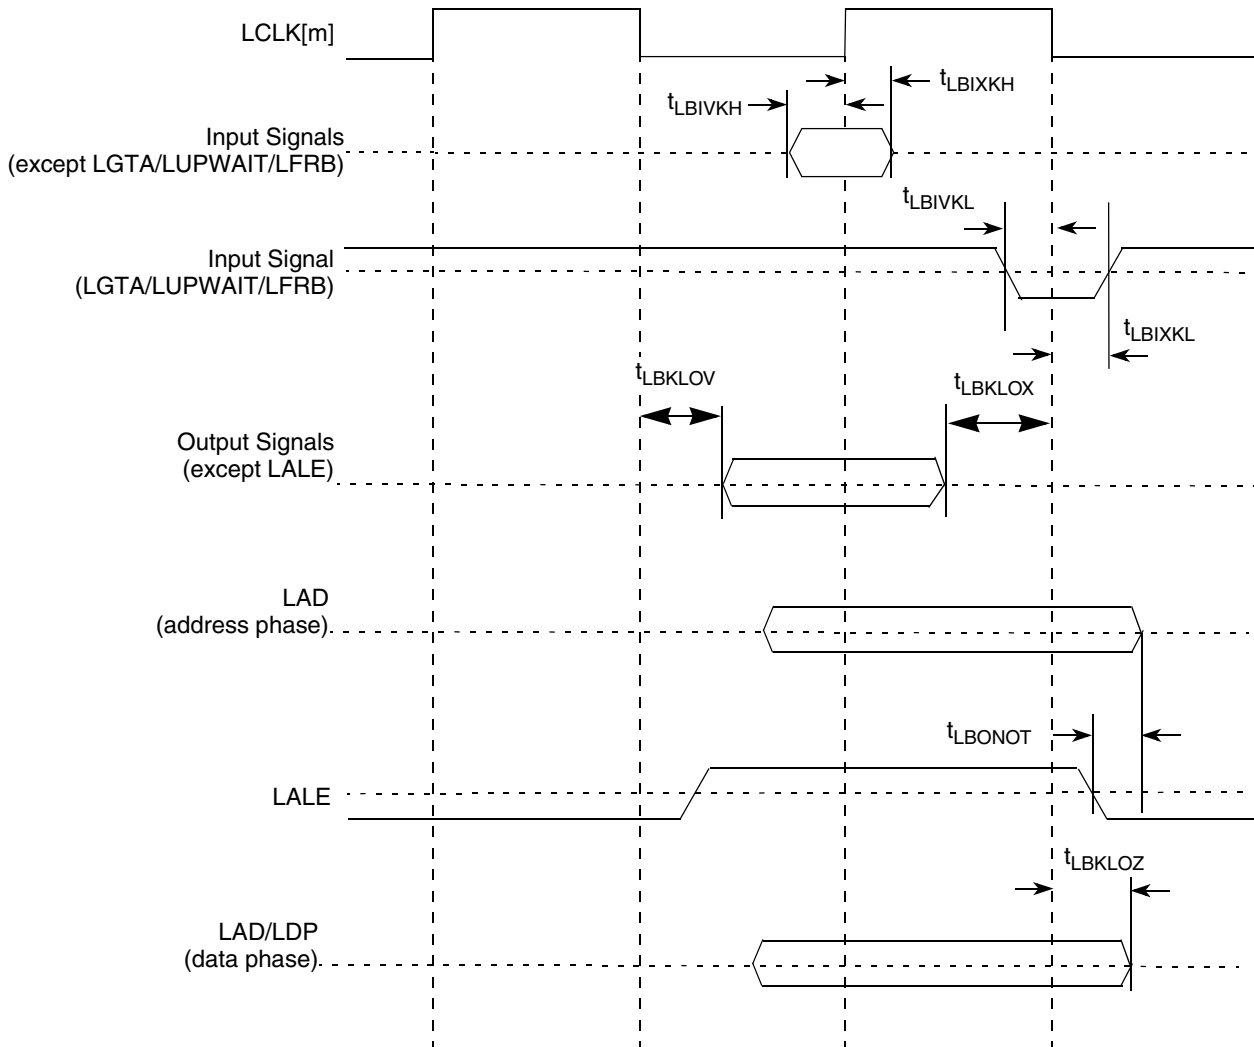 LCLK[m]
tLBIXKH
tLBIVKH
Input Signals
(except LGTA/LUPWAIT/LFRB)
tLBIVKL
Input Signal
(LGTA/LUPWAIT/LFRB)
tLBIXKL
tLBKLOV
tLBKLOX
Output Signals
(except LALE)
LAD
(address phase)
tLBONOT
LALE
tLBKLOZ
LAD/LDP
(data phase)